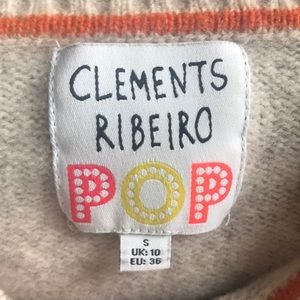 CLEMENTS
RIBEIRO
POP
S
UK: 10
EU: 36